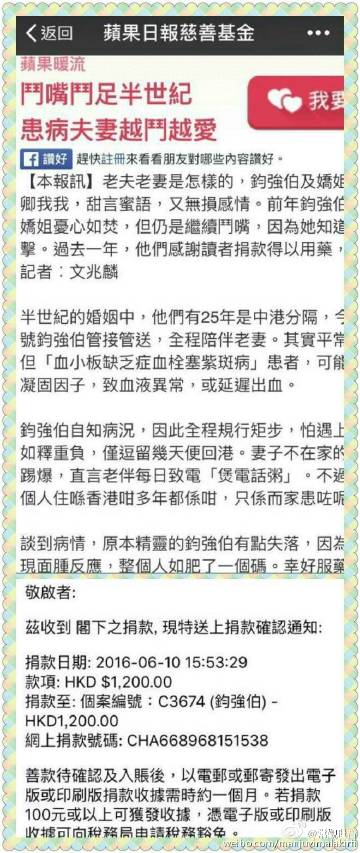 返回
蘋果日報慈善基金
蘋果暖流
鬥嘴鬥足半世紀
我要
患病夫妻越鬥越愛
讚好 趕快註冊來看看朋友對哪些內容讚好。
【本報訊】老夫老妻是怎樣的，鈞強伯及嬌姐
卿我我，甜言蜜語，又無損感情。前年鈞強伯
嬌姐憂心如焚，但仍是繼續鬥嘴，因為她知道
擊。過去一年，他們感謝讀者捐款得以用藥，
記者：文兆麟
半世紀的婚姻中，他們有25年是中港分隔，今
號鈞強伯管接管送，全程陪伴老妻。其實平常
但「血小板缺乏症血栓塞紫斑病」患者，可能
凝固因子，致血液異常，或延遲出血。
鈞強伯自知病況，因此全程規行矩步，怕遇上
如釋重負，僅逗留幾天便回港。妻子不在家的
踢爆，直言老伴每日致電「煲電話粥」。不過
個人住喺香港咁多年都係咁，只係而家患咗呢
談到病情，原本精靈的鈞強伯有點失落，因為
現面腫反應，整個人如肥了一個碼。幸好服藥
敬啟者:
茲收到 閣下之捐款, 現特送上捐款確認通知:
捐款日期: 2016-06-10 15:53:29
款項: HKD $1,200.00
捐款至: 個案編號：C3674 (鈞強伯) -
HKD1,200.00
網上捐款號碼: CHA668968151538
善款待確認及入賬後，以電郵或郵寄發出電子
版或印刷版捐款收據需時約一個月。若捐款
100元或以上可獲發收據，憑電子版或印刷版
收據可向稅務局申請稅務豁免。